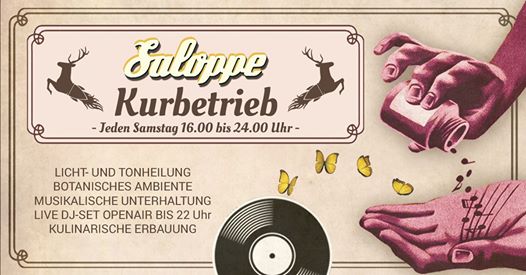 Saloppe
Kurbetrieb
- Jeden Samstag 16.00 bis 24.00 Uhr -
LICHT- UND TONHEILUNG
BOTANISCHES AMBIENTE
MUSIKALISCHE UNTERHALTUNG
LIVE DJ-SET OPENAIR BIS 22 Uhr
KULINARISCHE ERBAUUNG